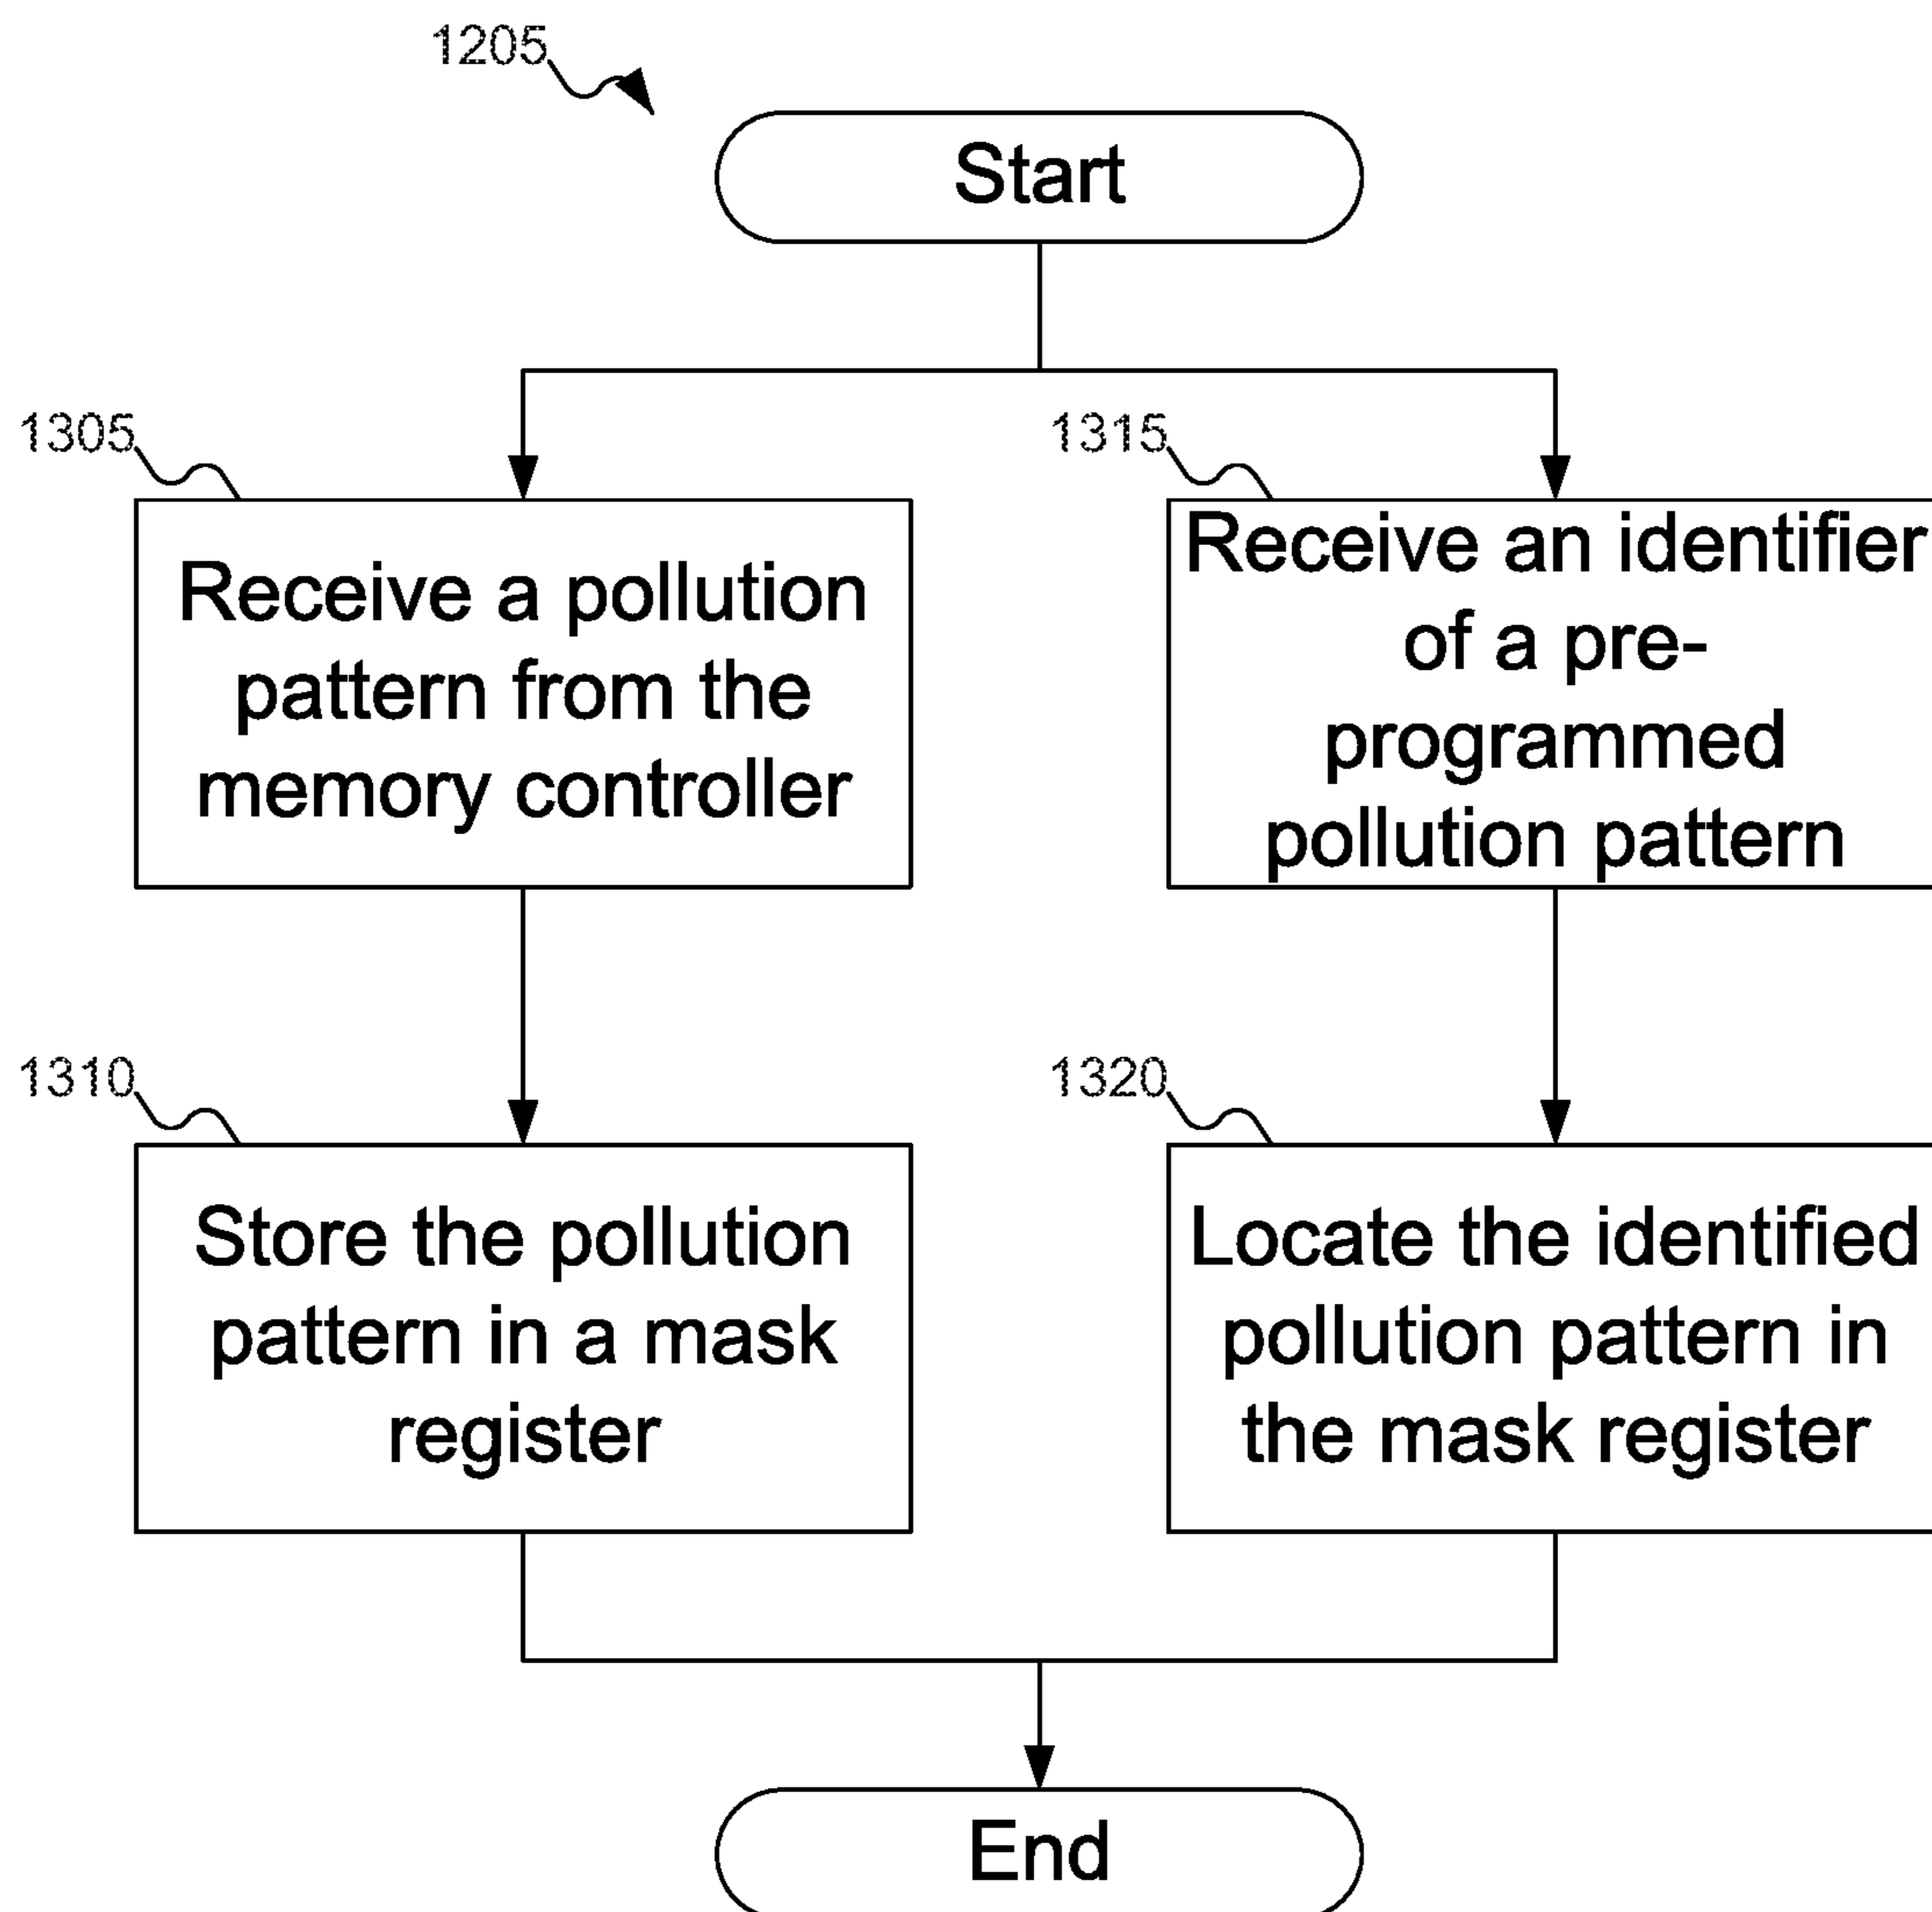 1205
Start
1305
Receive a pollution
pattern from the
memory controller
1315
Receive an identifier
of a pre-
programmed
pollution pattern
1310
Store the pollution
pattern in a mask
register
1320
Locate the identified
pollution pattern in
the mask register
End